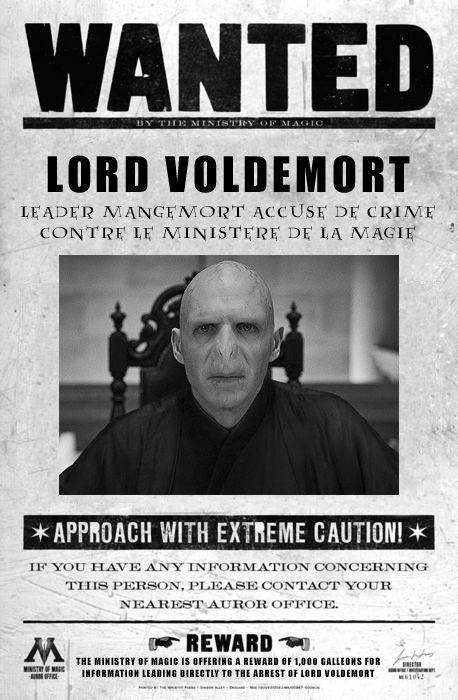 WANTED
BY THE MINISTRY OF MAGIC
LORD VOLDEMORT
LEADER MANGEMORT ACCUSE DE CRIME
CONTRE LE MINISTERE DE LA MAGIE
APPROACH WITH EXTREME CAUTION!
IF YOU HAVE ANY INFORMATION CONCERNING
THIS PERSON, PLEASE CONTACT YOUR
NEAREST AUROR OFFICE.
REWARD
THE MINISTRY OF MAGIC IS OFFERING A REWARD OF 1,000 GALLEONS FOR
INFORMATION LEADING DIRECTLY TO THE ARREST OF LORD VOLDEMORT
MINISTRY OF MAGIC
AUROR OFFICE
DIRECTOR